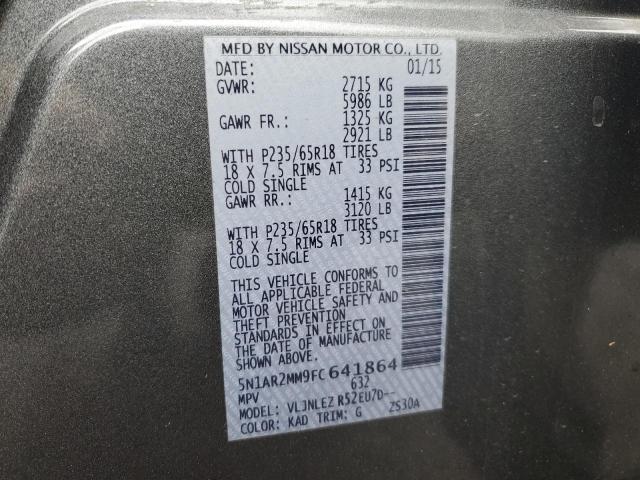 MFD BY NISSAN MOTOR CO., LTD.
DATE: 01/15
GVWR: 2715 KG
5986 LB
GAWR FR.: 1325 KG
2921 LB
WITH P235/65R18 TIRES
18 X 7.5 RIMS AT 33 PSI
COLD SINGLE
GAWR RR.: 1415 KG
3120 LB
WITH P235/65R18 TIRES
18 X 7.5 RIMS AT 33 PSI
COLD SINGLE
THIS VEHICLE CONFORMS TO
ALL APPLICABLE FEDERAL
MOTOR VEHICLE SAFETY AND
THEFT PREVENTION
STANDARDS IN EFFECT ON
THE DATE OF MANUFACTURE
SHOWN ABOVE.
5N1AR2MM9FC641864
MPV 632
MODEL: VLJNLEZ R52EU7D--
COLOR: KAD TRIM: G ZS30A